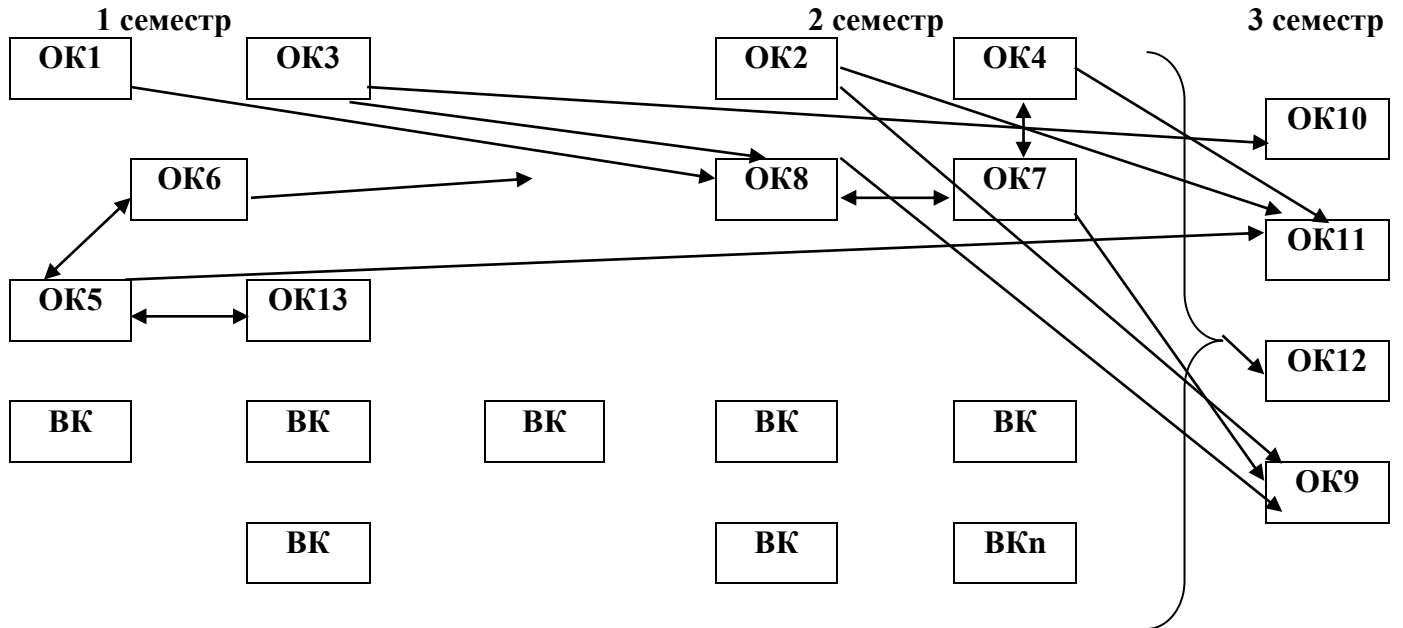 1 семестр 2 семестр 3 семестр
ОК1 ОК3 ОК2 ОК4
ОК10
ОК6 ОК8 ОК7
ОК11
ОК5 ОК13
ОК12
ВК ВК ВК ВК ВК
ОК9
ВК ВК ВКn